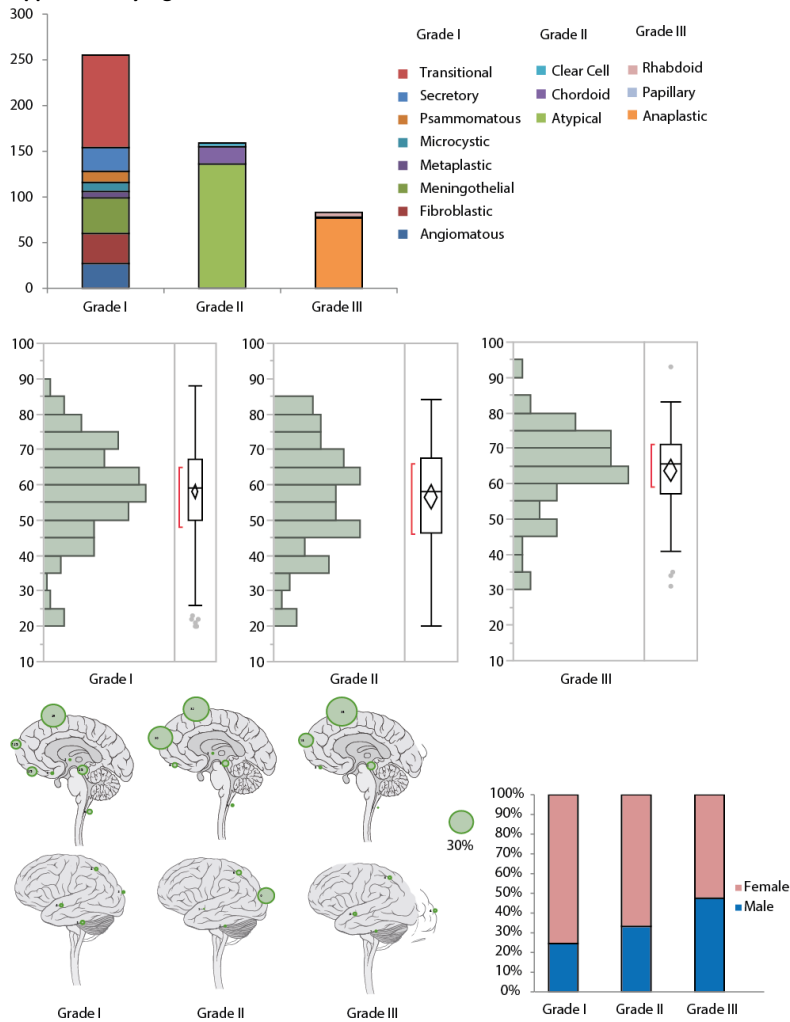 300
250
200
150
100
50
0
Grade I
Grade II
Grade III
Grade I
Transitional
Secretory
Psammomatous
Microcystic
Metaplastic
Meningothelial
Fibroblastic
Angiomatous
Grade II
Clear Cell
Chordoid
Atypical
Grade III
Rhabdoid
Papillary
Anaplastic
100
90
80
70
60
50
40
30
20
10
Grade I
100
90
80
70
60
50
40
30
20
10
Grade II
100
90
80
70
60
50
40
30
20
10
Grade III
30%
Grade I
Grade II
Grade III
100%
90%
80%
70%
60%
50%
40%
30%
20%
10%
0%
Grade I
Grade II
Grade III
Female
Male